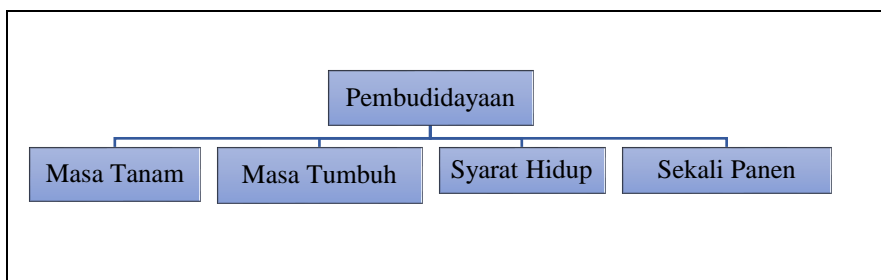 Pembudidayaan
Masa Tanam
Masa Tumbuh
Syarat Hidup
Sekali Panen